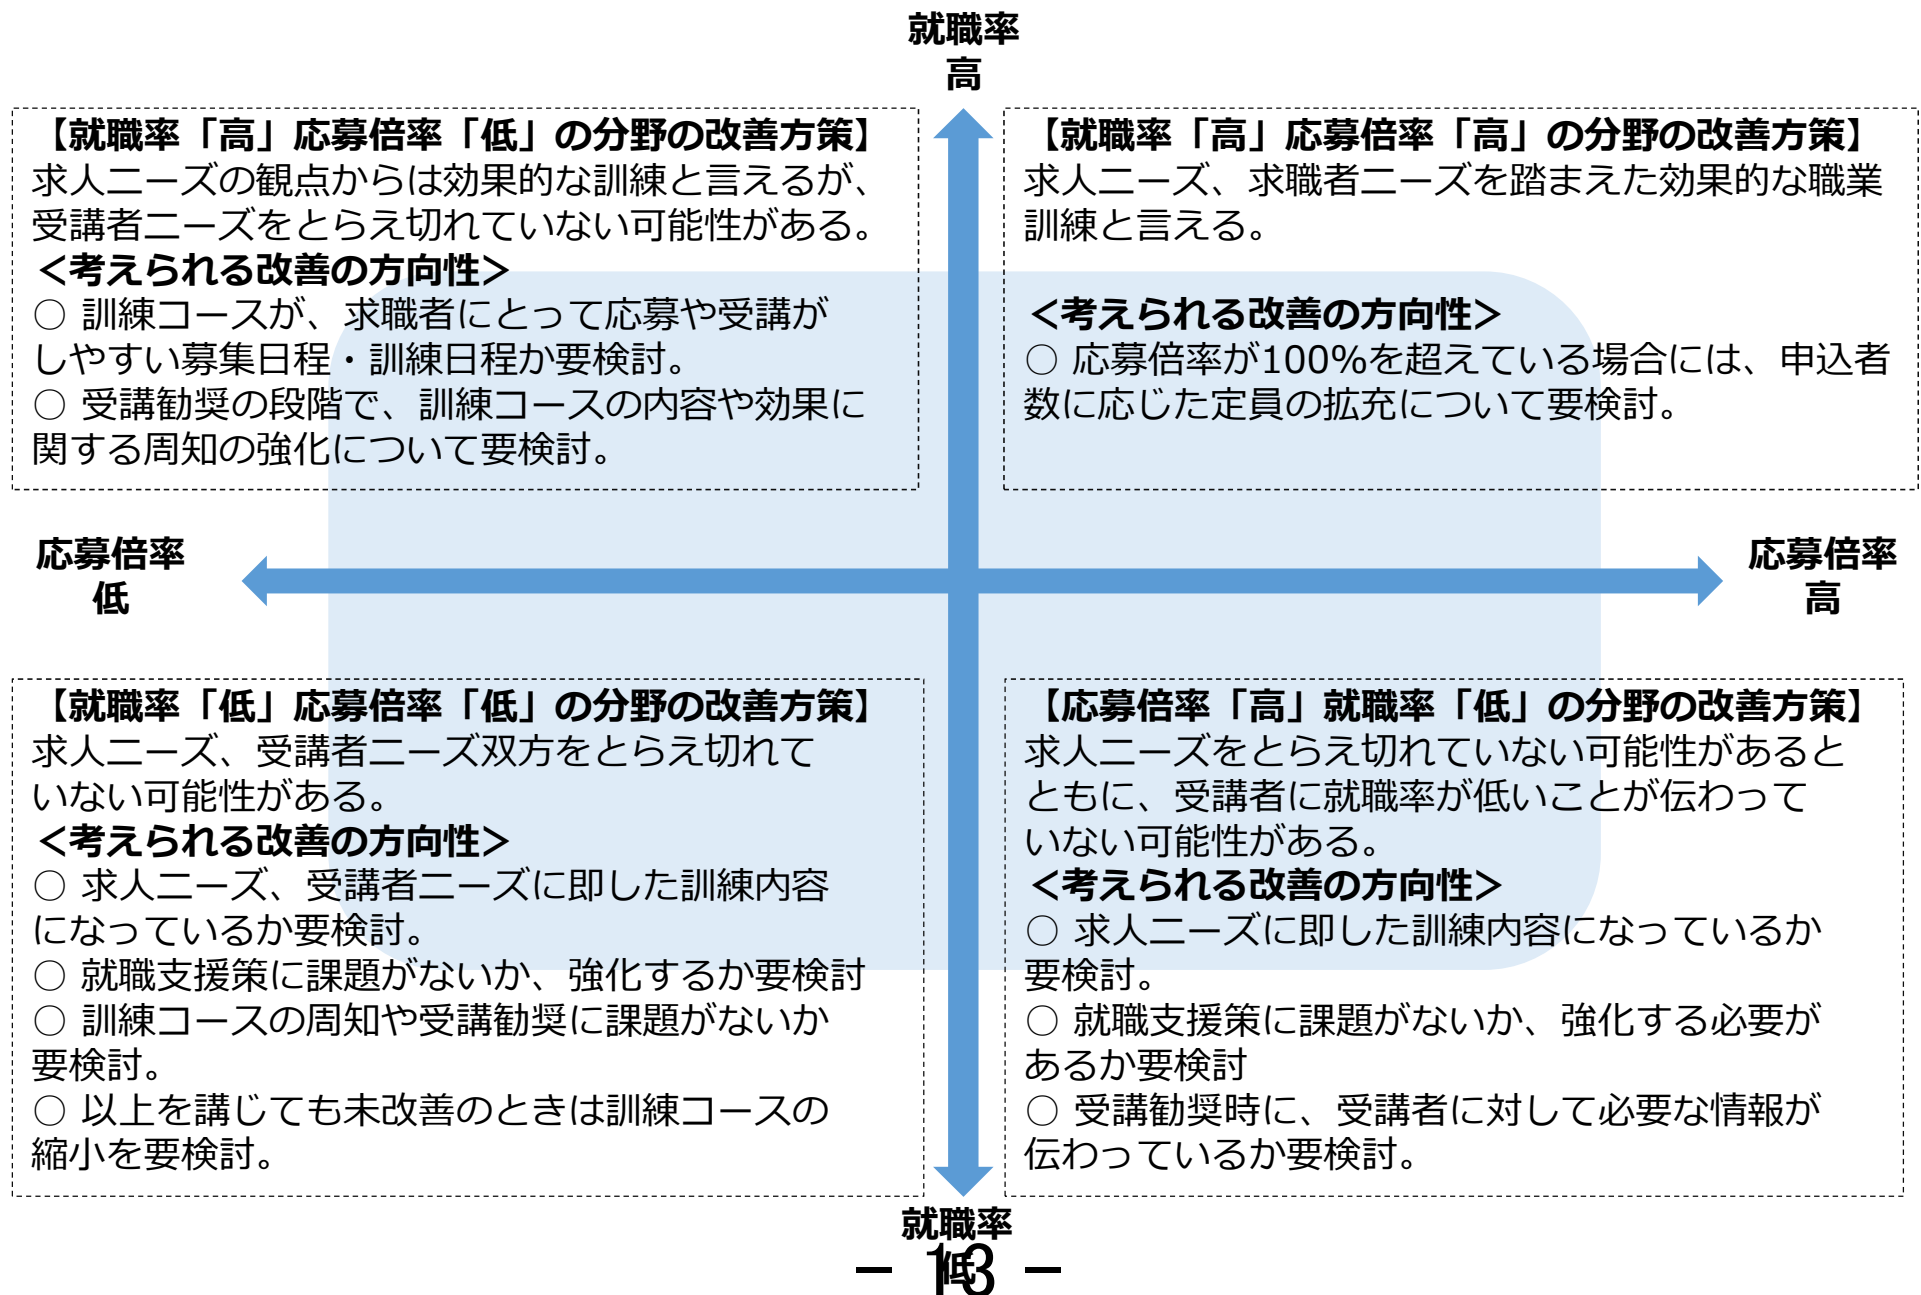 就職率
高
【就職率「高」応募倍率「低」の分野の改善方策】
求人ニーズの観点からは効果的な訓練と言えるが、
受講者ニーズをとらえ切れていない可能性がある。
＜考えられる改善の方向性＞
○ 訓練コースが、求職者にとって応募や受講が
しやすい募集日程・訓練日程か要検討。
○ 受講勧奨の段階で、訓練コースの内容や効果に
関する周知の強化について要検討。
【就職率「高」応募倍率「高」の分野の改善方策】
求人ニーズ、求職者ニーズを踏まえた効果的な職業
訓練と言える。
＜考えられる改善の方向性＞
○ 応募倍率が100%を超えている場合には、申込者
数に応じた定員の拡充について要検討。
応募倍率
低
応募倍率
高
【就職率「低」応募倍率「低」の分野の改善方策】
求人ニーズ、受講者ニーズ双方をとらえ切れて
いない可能性がある。
＜考えられる改善の方向性＞
○ 求人ニーズ、受講者ニーズに即した訓練内容
になっているか要検討。
○ 就職支援策に課題がないか、強化するか要検討
○ 訓練コースの周知や受講勧奨に課題がないか
要検討。
○ 以上を講じても未改善のときは訓練コースの
縮小を要検討。
【応募倍率「高」就職率「低」の分野の改善方策】
求人ニーズをとらえ切れていない可能性があると
ともに、受講者に就職率が低いことが伝わって
いない可能性がある。
＜考えられる改善の方向性＞
○ 求人ニーズに即した訓練内容になっているか
要検討。
○ 就職支援策に課題がないか、強化する必要が
あるか要検討
○ 受講勧奨時に、受講者に対して必要な情報が
伝わっているか要検討。
就職率
低
－ 13 －